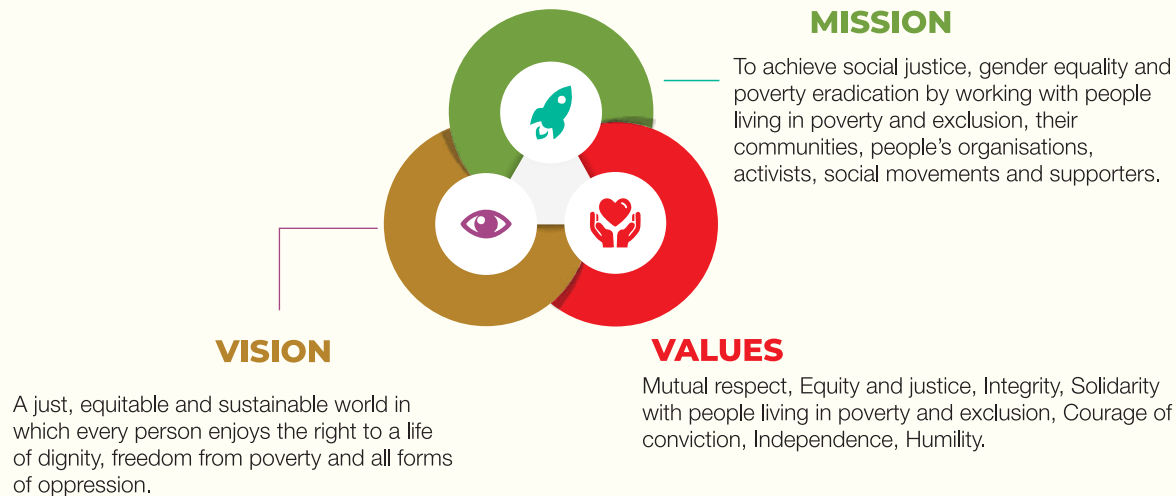 MISSION
To achieve social justice, gender equality and
poverty eradication by working with people
living in poverty and exclusion, their
communities, people’s organisations,
activists, social movements and supporters.
VISION
A just, equitable and sustainable world in
which every person enjoys the right to a life
of dignity, freedom from poverty and all forms
of oppression.
VALUES
Mutual respect, Equity and justice, Integrity, Solidarity
with people living in poverty and exclusion, Courage of
conviction, Independence, Humility.